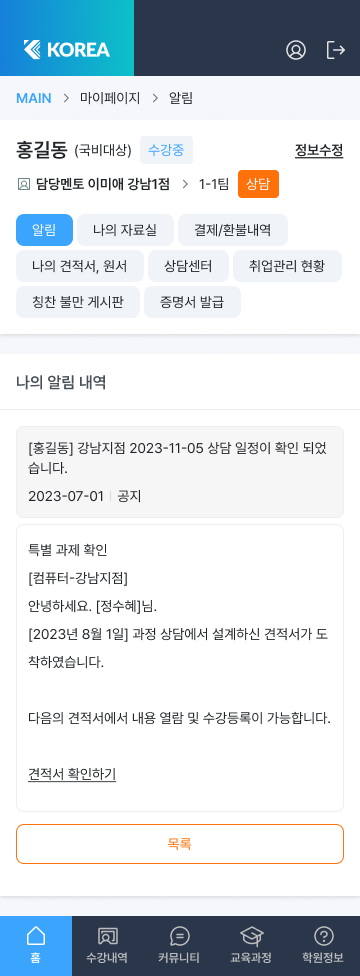 KOREA
MAIN > 마이페이지 > 알림
홍길동 (국비대상) 수강중 정보수정
담당멘토 이미애 강남1점 > 1-1팀 상담
알림 나의 자료실 결제/환불내역
나의 견적서, 원서 상담센터 취업관리 현황
칭찬 불만 게시판 증명서 발급
나의 알림 내역
[홍길동] 강남지점 2023-11-05 상담 일정이 확인 되었
습니다.
2023-07-01 | 공지
특별 과제 확인
[컴퓨터-강남지점]
안녕하세요. [정수혜]님.
[2023년 8월 1일] 과정 상담에서 설계하신 견적서가 도
착하였습니다.
다음의 견적서에서 내용 열람 및 수강등록이 가능합니다.
견적서 확인하기
목록
홈 수강내역 커뮤니티 교육과정 학원정보